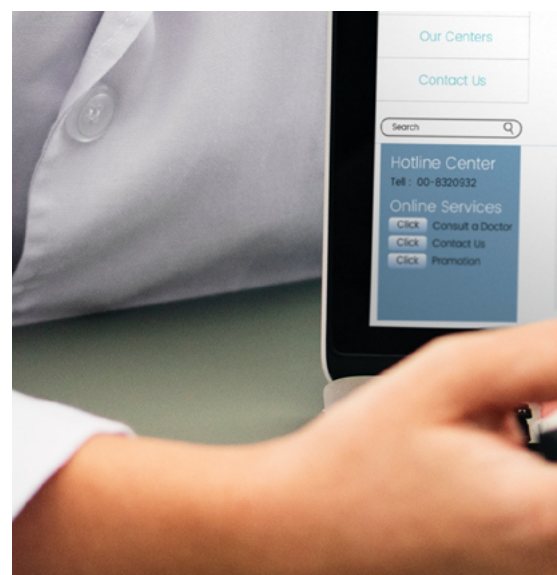 Our Centers
Contact Us
Search
Hotline Center
Tell : 00-8320932
Online Services
Click Consult a Doctor
Click Contact Us
Click Promotion